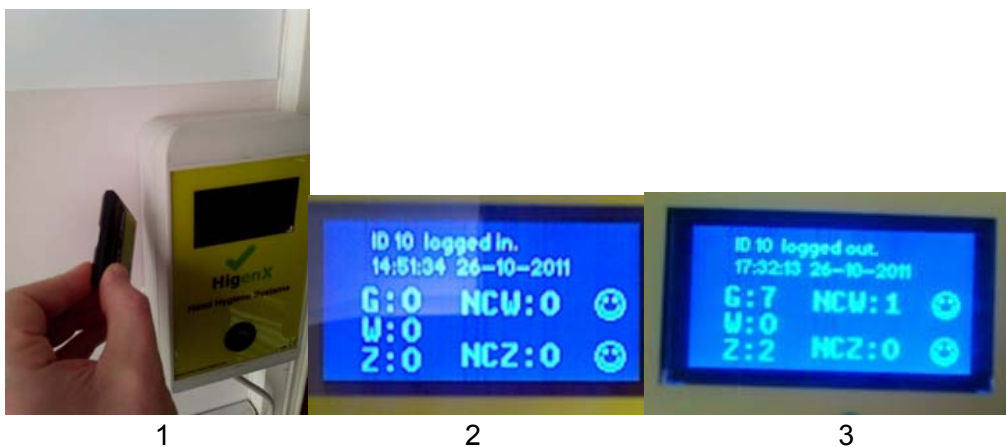 HigenX
Hand Hygiene Systems
ID 10 logged in.
14:51:34 26-10-2011
G:0 NCW:0
W:0
Z:0 NCZ:0
ID 10 logged out.
17:32:13 26-10-2011
G:7 NCW:1
W:0
Z:2 NCZ:0
1 2 3